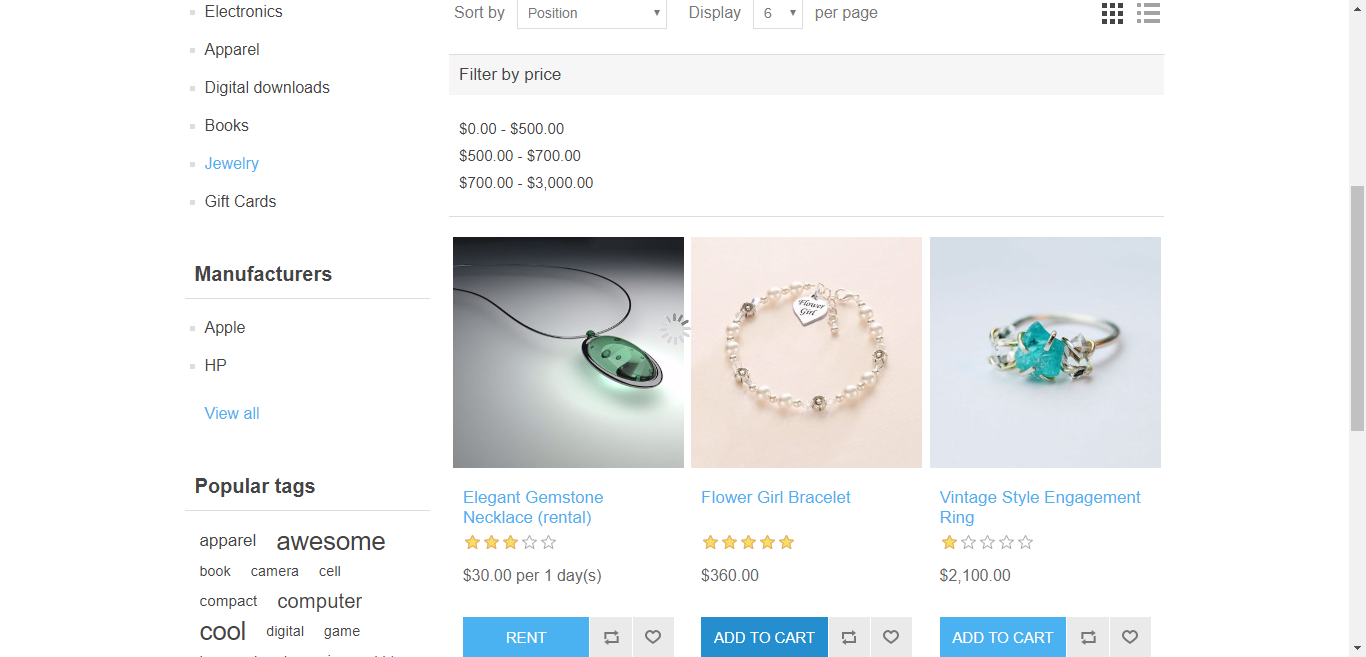 Electronics
Apparel
Digital downloads
Books
Jewelry
Gift Cards
Manufacturers
Apple
HP
View all
Popular tags
apparel awesome
book camera cell
compact computer
cool digital game
Sort by Position Display 6 per page
Filter by price
$0.00 - $500.00
$500.00 - $700.00
$700.00 - $3,000.00
Flower
Girl
Elegant Gemstone
Necklace (rental)
$30.00 per 1 day(s)
RENT
Flower Girl Bracelet
$360.00
ADD TO CART
Vintage Style Engagement
Ring
$2,100.00
ADD TO CART